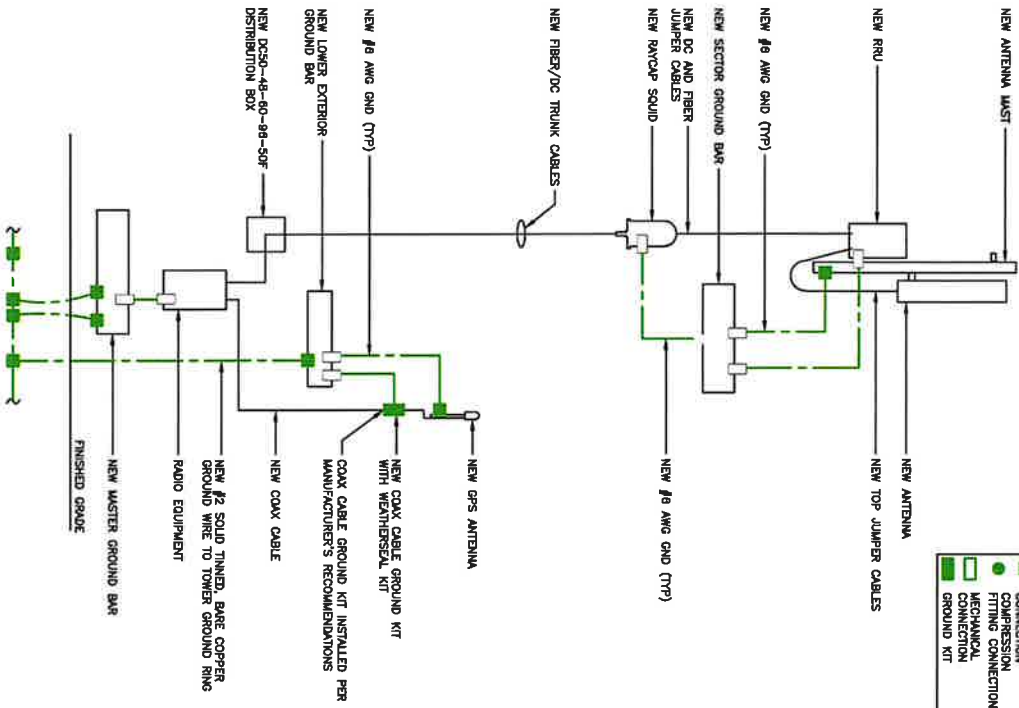 NEW ANTENNA MAST
NEW RRU
NEW #6 AWG GND (TYP)
NEW SECTOR GROUND BAR
NEW DC AND FIBER
JUMPER CABLES
NEW RAYCAP SQUID
NEW FIBER/DC TRUNK CABLES
NEW #6 AWG GND (TYP)
NEW LOWER EXTERIOR
GROUND BAR
NEW DC50-48-60-96-50F
DISTRIBUTION BOX
NEW ANTENNA
NEW TOP JUMPER CABLES
NEW #6 AWG GND (TYP)
NEW GPS ANTENNA
NEW COAX CABLE GROUND KIT
WITH WEATHERSEAL KIT
COAX CABLE GROUND KIT INSTALLED PER
MANUFACTURER'S RECOMMENDATIONS
NEW COAX CABLE
NEW #2 SOLID TINNED, BARE COPPER
GROUND WIRE TO TOWER GROUND RING
RADIO EQUIPMENT
NEW MASTER GROUND BAR
FINISHED GRADE
CONNECTION
COMPRESSION
FITTING CONNECTION
MECHANICAL
CONNECTION
GROUND KIT